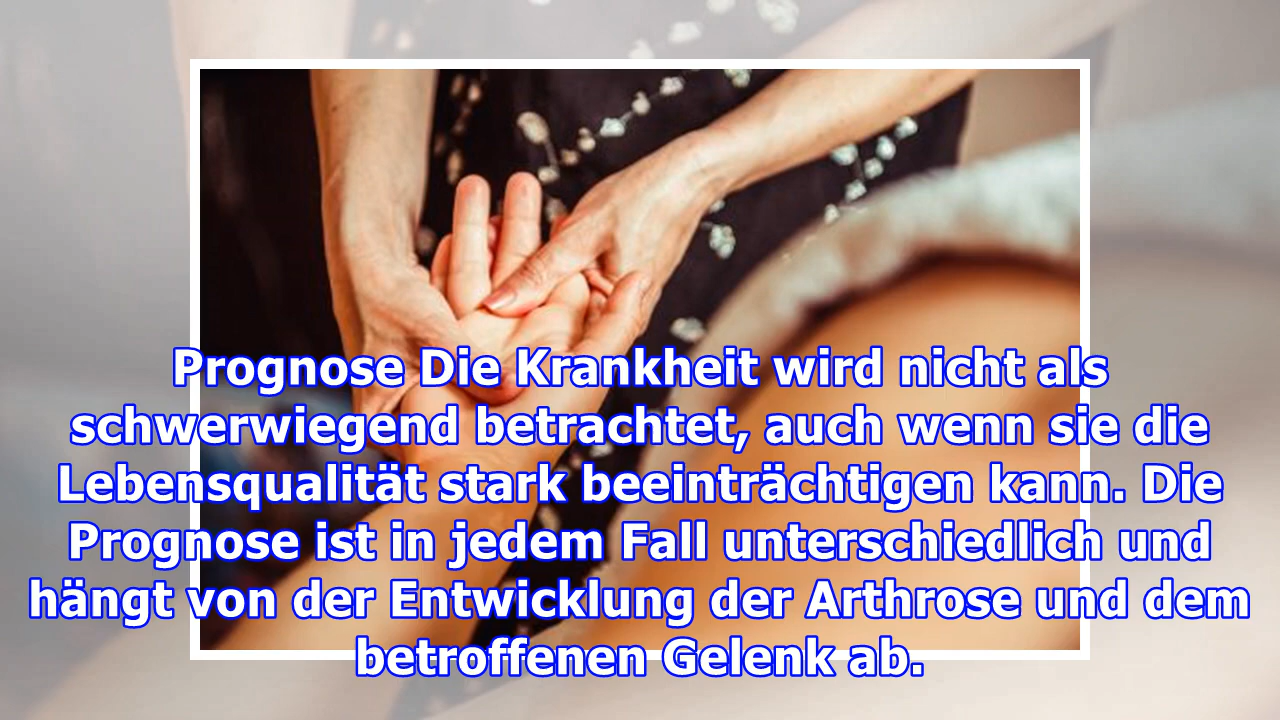 Prognose Die Krankheit wird nicht als
schwerwiegend betrachtet, auch wenn sie die
Lebensqualität stark beeinträchtigen kann. Die
Prognose ist in jedem Fall unterschiedlich und
hängt von der Entwicklung der Arthrose und dem
betroffenen Gelenk ab.